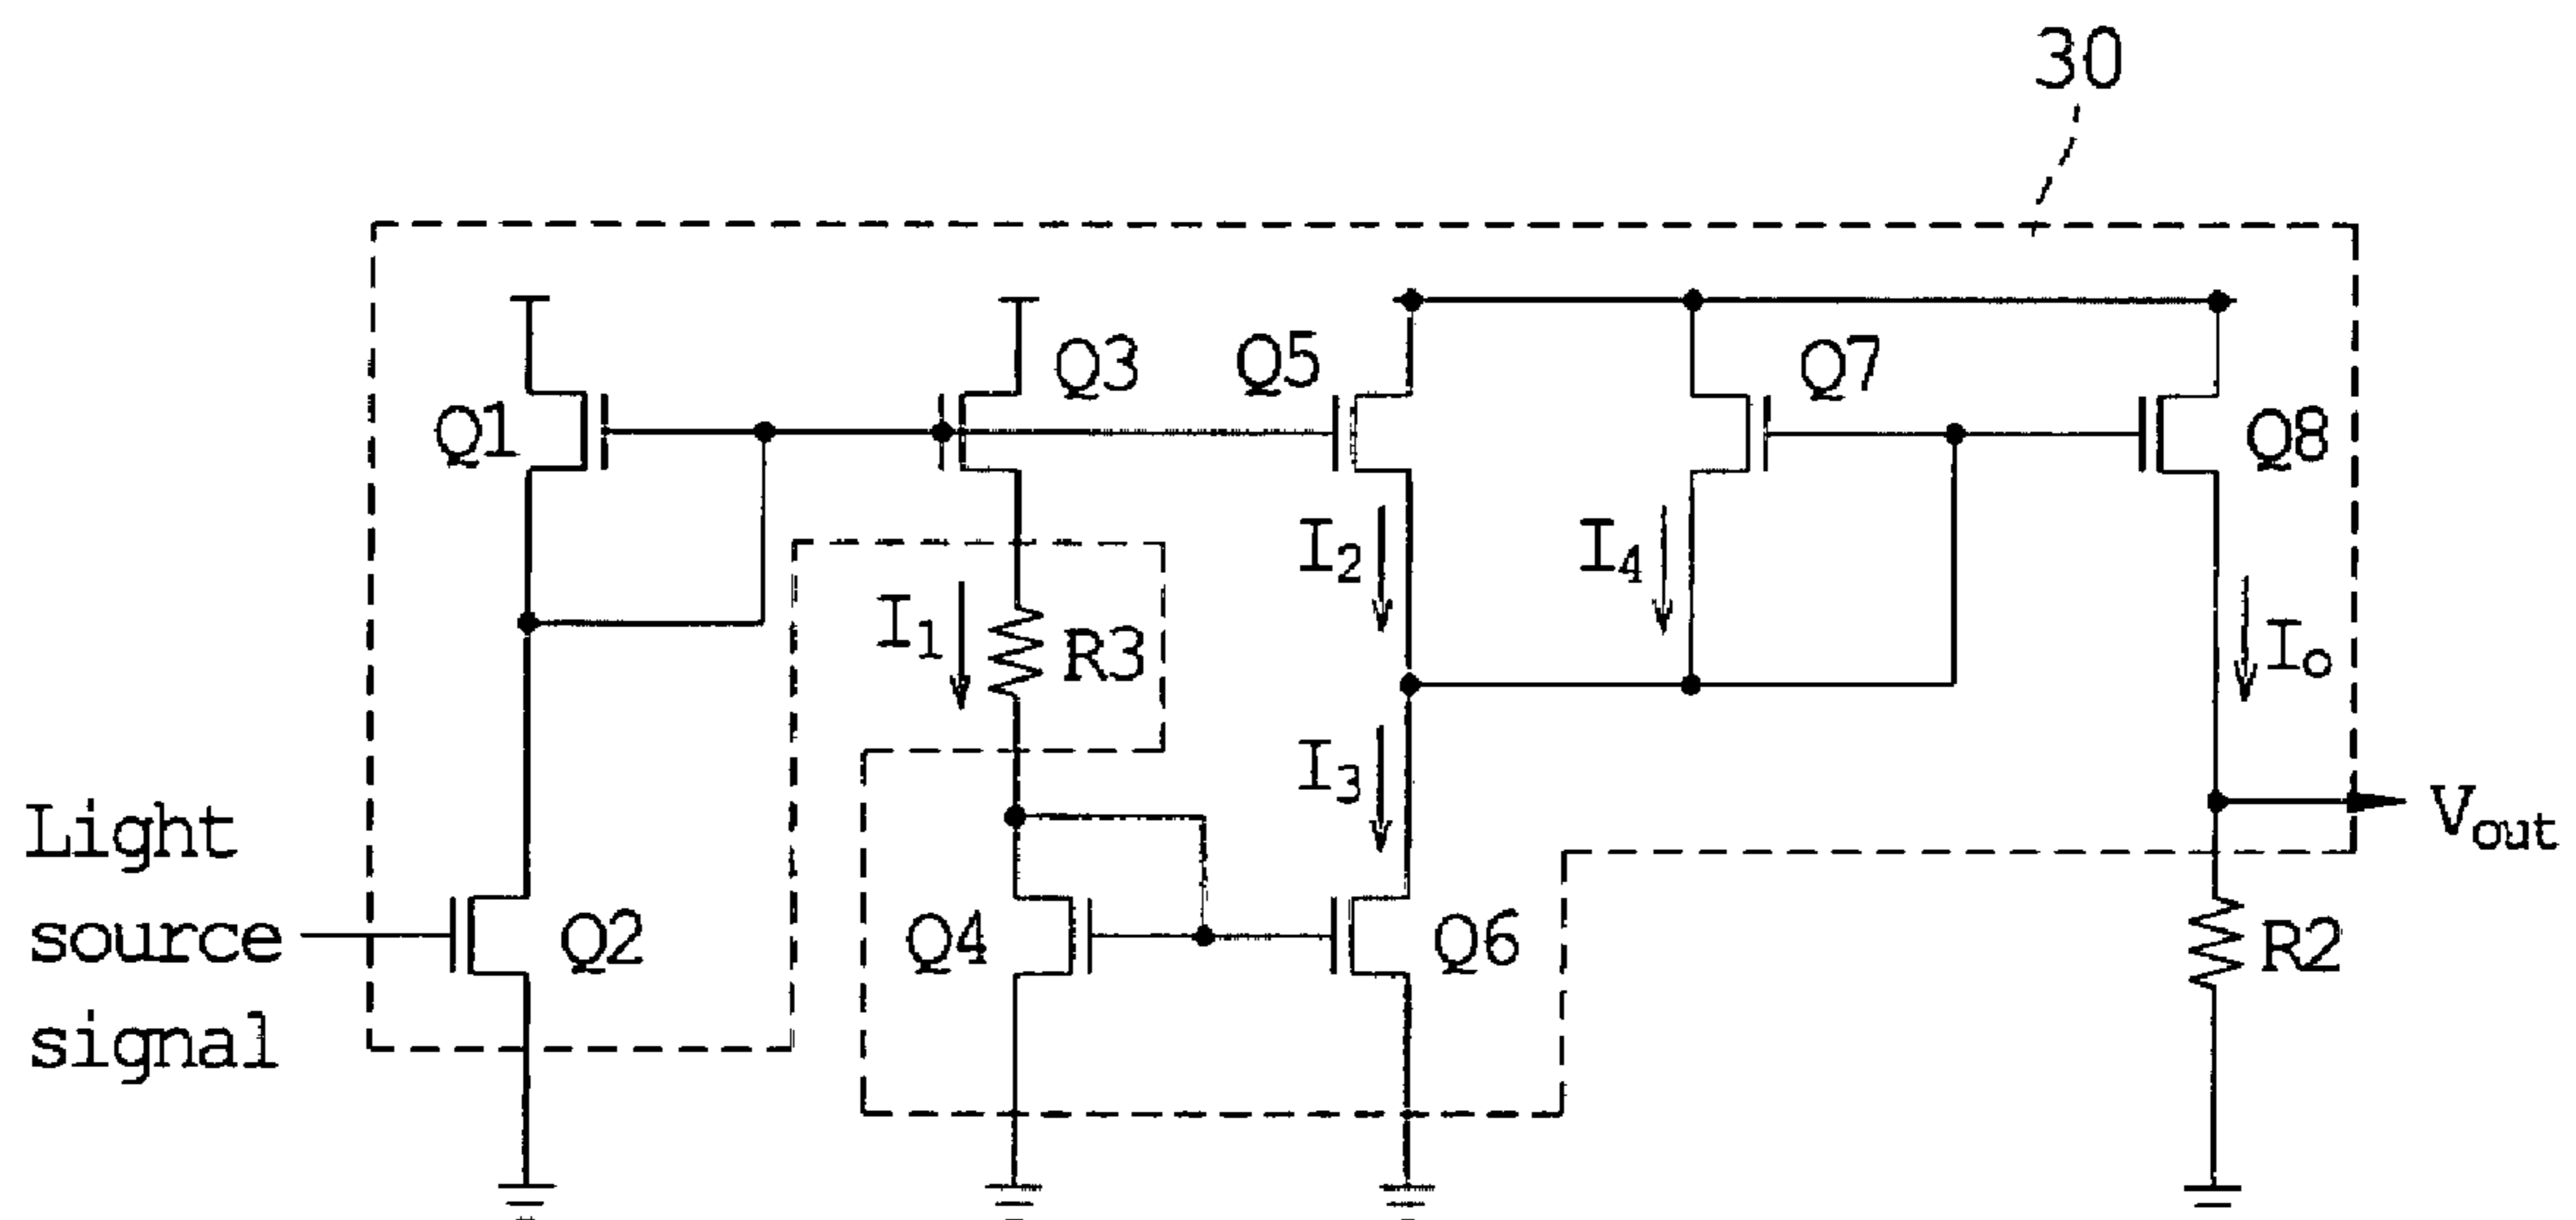 30
Q1
Q3
Q5
Q7
Q8
I2
I4
I1
R3
Io
I3
Vout
Light
source
signal
Q2
Q4
Q6
R2